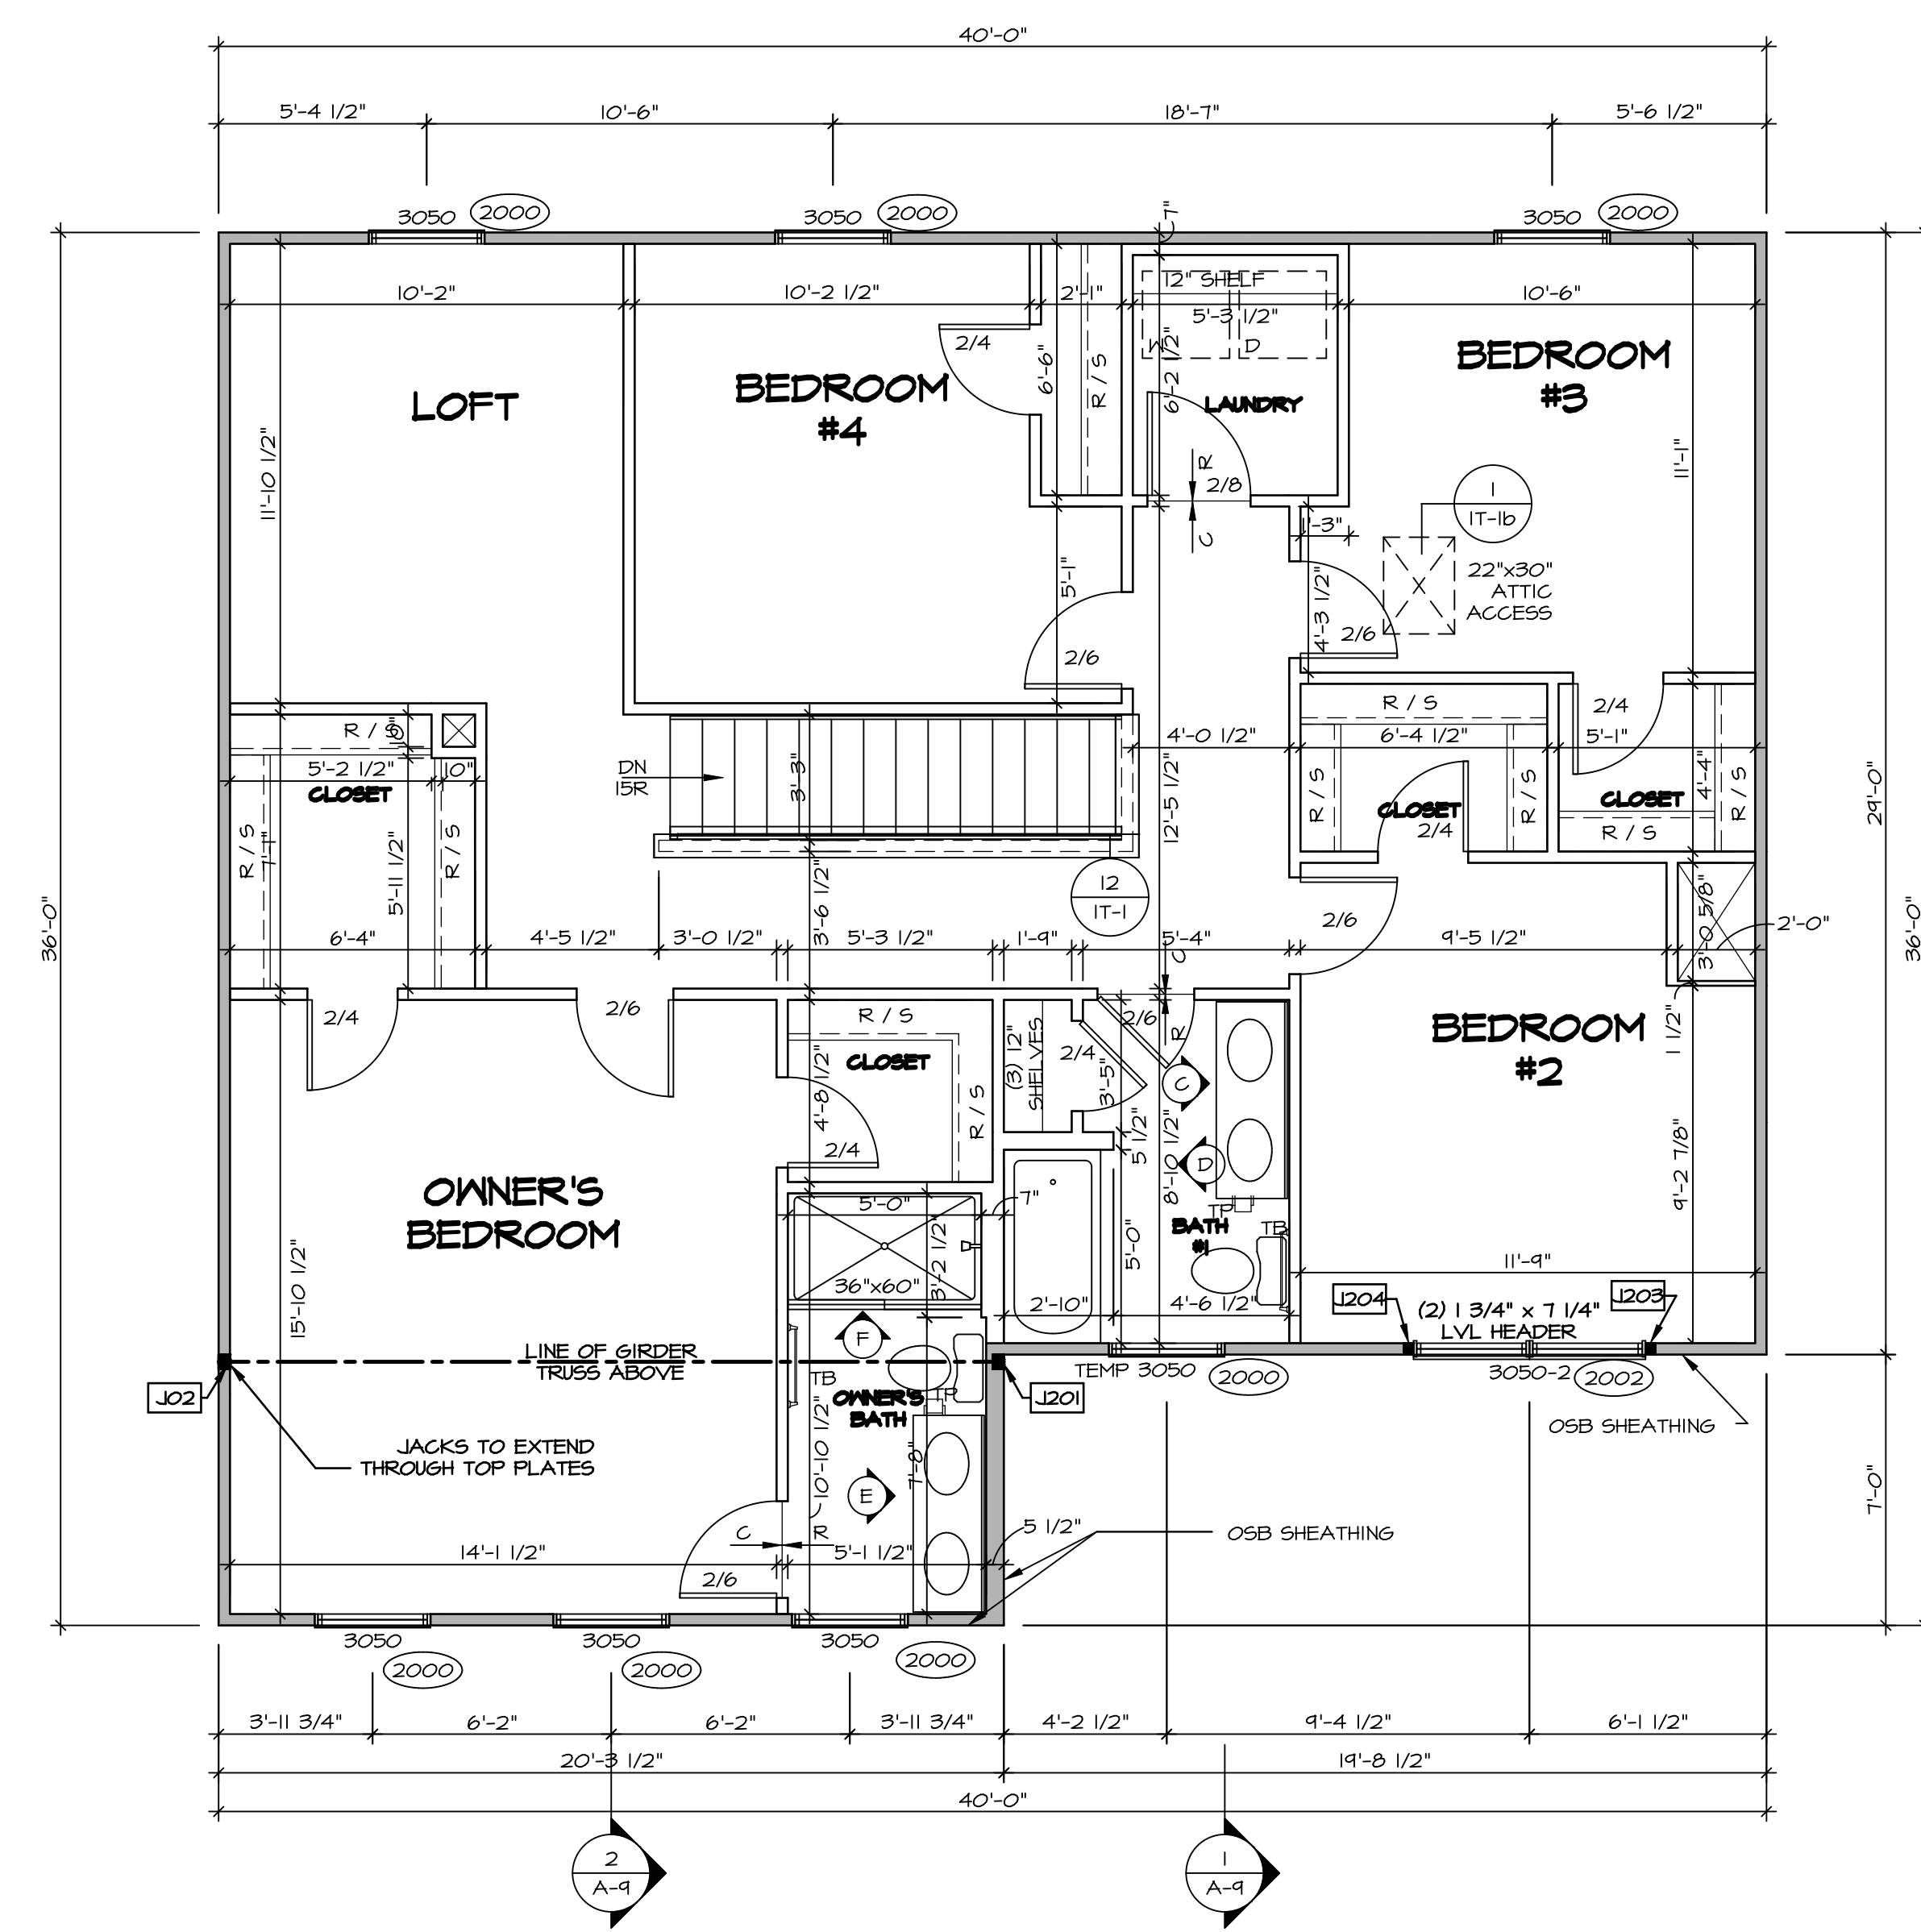 40'-0"
5'-4 1/2" 10'-6" 18'-7" 5'-6 1/2"
3050 2000 3050 2000 7" 3050 2000
10'-2" 10'-2 1/2" 2'-1" 12" SHELF 10'-6"
5'-3 1/2"
2/4 W D
6'-6" R / S 6'-2 1/2"
LOFT BEDROOM BEDROOM
#4 #3
LAUNDRY
11'-10 1/2" 11'-1"
R 2/8 1
C 1'-3" IT-1b
22"x30"
ATTIC
ACCESS
5'-1" 4'-3 1/2"
2/6 2/6
R / S 10" R / S 2/4
4'-0 1/2" 6'-4 1/2" 5'-1"
5'-2 1/2" 10" DN
15R
3'-3" 12'-5 1/2" 4'-4" 29'-0"
CLOSET R / S CLOSET R / S CLOSET R / S
2/4 R / S
R / S 7'-11" 5'-11 1/2" R / S
12
IT-1
36'-0" 3'-6 1/2" 2/6 3'-0 5/8" 2'-0" 36'-0"
6'-4" 4'-5 1/2" 3'-0 1/2" 5'-3 1/2" 1'-9" 5'-4" 9'-5 1/2"
C
2/4 2/6 R / S 2/6 R
(3) 12"
SHELVES
2/4
CLOSET
BEDROOM
#2
1 1/2"
4'-8 1/2" R / S 3'-5" C
2/4 5 1/2" 8'-10 1/2" D 9'-2 7/8"
OWNER'S
BEDROOM
5'-0" 7" TP TB
BATH
#1
15'-10 1/2" 36"x60" 3'-2 1/2" 5'-0" 11'-9"
2'-10" 4'-6 1/2"
J204 (2) 1 3/4" x 7 1/4" J203
LVL HEADER
LINE OF GIRDER
TRUSS ABOVE
F
TEMP 3050 2000 3050-2 2002
J02 TB TP J201
OWNER'S
BATH
OSB SHEATHING
JACKS TO EXTEND
THROUGH TOP PLATES
10'-10 1/2" 7'-8" 7'-0"
E
C R 5 1/2" OSB SHEATHING
14'-1 1/2" 5'-1 1/2"
2/6
3050 3050 3050
2000 2000 2000
3'-11 3/4" 6'-2" 6'-2" 3'-11 3/4" 4'-2 1/2" 9'-4 1/2" 6'-1 1/2"
20'-3 1/2" 19'-8 1/2"
40'-0"
2 1
A-9 A-9